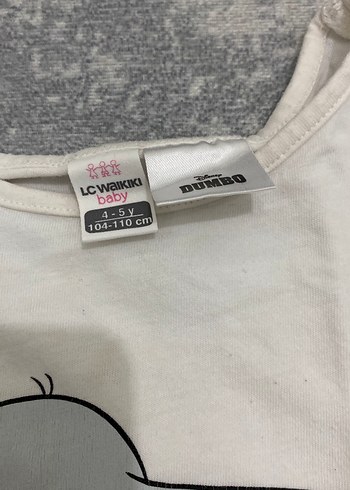 LC WAIKIKI
baby
4 - 5 y
104-110 cm
Disney
DUMBO